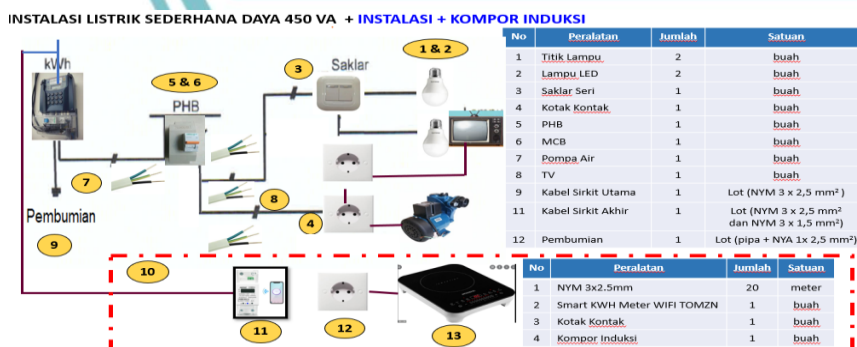 INSTALASI LISTRIK SEDERHANA DAYA 450 VA + INSTALASI + KOMPOR INDUKSI
kWh
5 & 6
PHB
3
Saklar
1 & 2
7
8
4
Pembumian
9
10
11
12
13
No Peralatan Jumlah Satuan
1 Titik Lampu 2 buah
2 Lampu LED 2 buah
3 Saklar Seri 1 buah
4 Kotak Kontak 1 buah
5 PHB 1 buah
6 MCB 1 buah
7 Pompa Air 1 buah
8 TV 1 buah
9 Kabel Sirkit Utama 1 Lot (NYM 3 x 2,5 mm²)
11 Kabel Sirkit Akhir 1 Lot (NYM 3 x 2,5 mm²
dan NYM 3 x 1,5 mm²)
12 Pembumian 1 Lot (pipa + NYA 1x 2,5 mm²)
No Peralatan Jumlah Satuan
1 NYM 3x2.5mm 20 meter
2 Smart KWH Meter WIFI TOMZN 1 buah
3 Kotak Kontak 1 buah
4 Kompor Induksi 1 buah